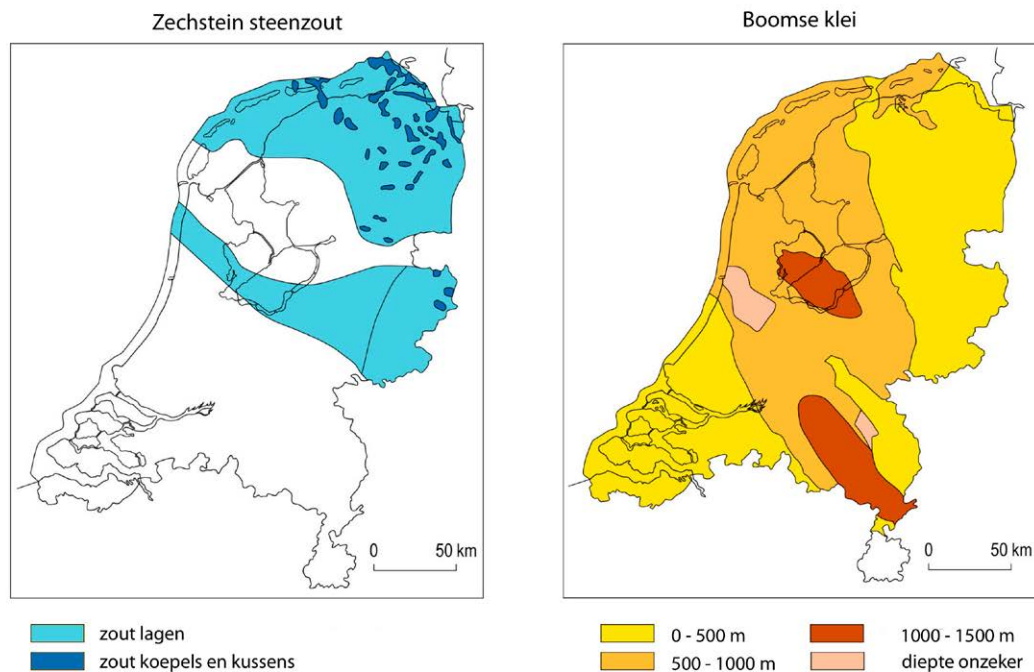 Zechstein steenzout
0 50 km
zout lagen
zout koepels en kussens
Boomse klei
0 50 km
0 - 500 m
500 - 1000 m
1000 - 1500 m
diepte onzeker